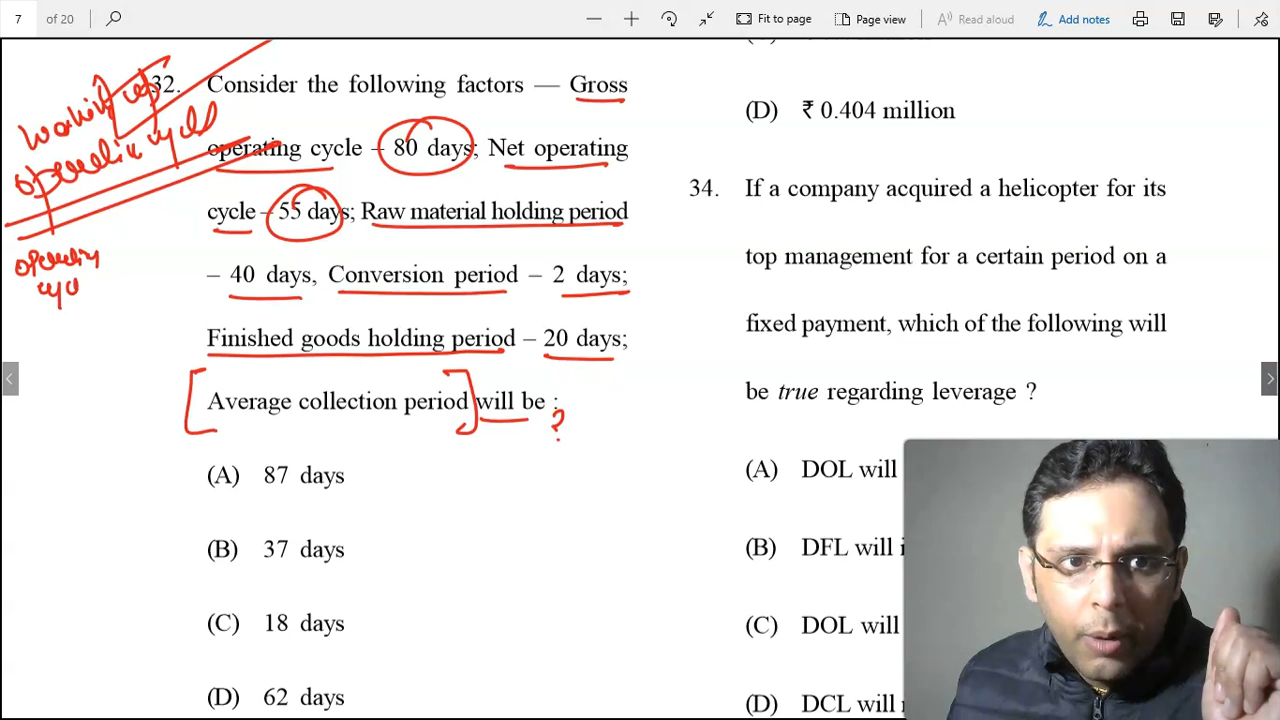 7 of 20 Fit to page Page view Read aloud Add notes
32. Consider the following factors — Gross
operating cycle – 80 days; Net operating
cycle – 55 days; Raw material holding period
– 40 days, Conversion period – 2 days;
Finished goods holding period – 20 days;
Average collection period will be :
?
(A) 87 days
(B) 37 days
(C) 18 days
(D) 62 days
(D) ₹ 0.404 million
34. If a company acquired a helicopter for its
top management for a certain period on a
fixed payment, which of the following will
be true regarding leverage ?
(A) DOL will
(B) DFL will
(C) DOL will
(D) DCL will